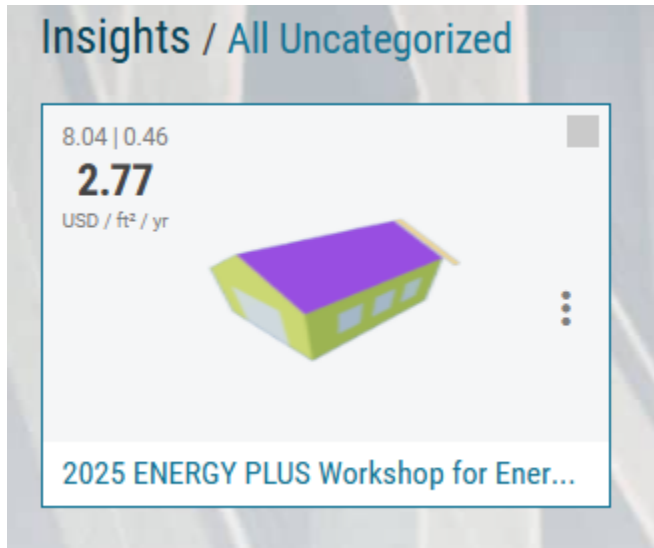 Insights / All Uncategorized
8.04 | 0.46
2.77
USD / ft² / yr
2025 ENERGY PLUS Workshop for Ener...